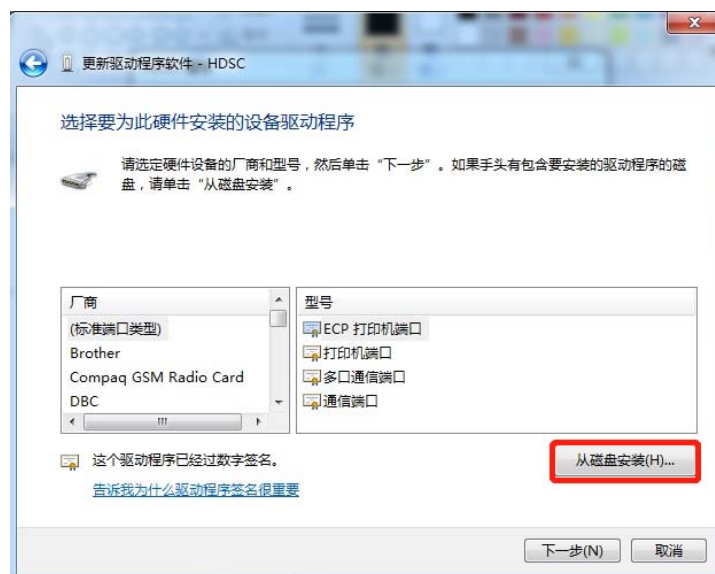 更新驱动程序软件 - HDSC
选择要为此硬件安装的设备驱动程序
请选定硬件设备的厂商和型号，然后单击“下一步”。如果手头有包含要安装的驱动程序的磁
盘，请单击“从磁盘安装”。
厂商
(标准端口类型)
Brother
Compaq GSM Radio Card
DBC
型号
ECP 打印机端口
打印机端口
多口通信端口
通信端口
这个驱动程序已经过数字签名。
告诉我为什么驱动程序签名很重要
从磁盘安装(H)...
下一步(N)
取消